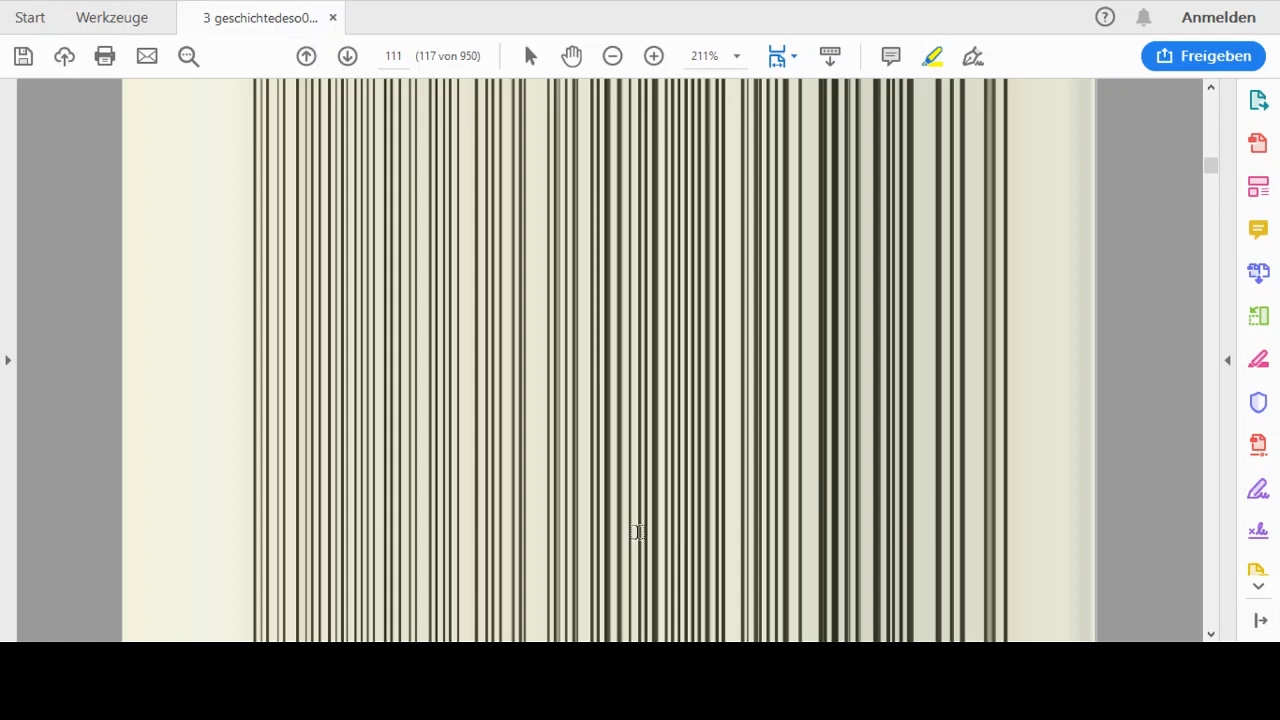 Start
Werkzeuge
3 geschichtedeso0...
Anmelden
111
(117 von 950)
211%
Freigeben